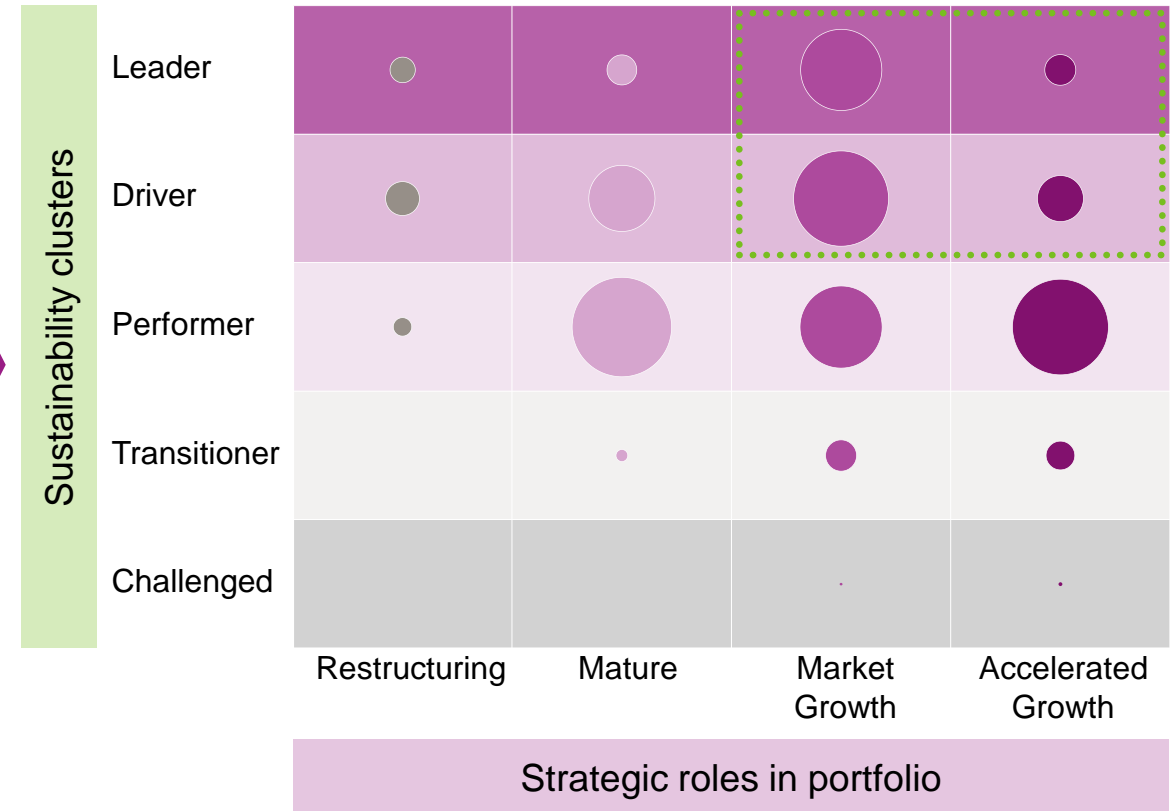 Sustainability clusters
Leader
Driver
Performer
Transitioner
Challenged
Restructuring
Mature
Market
Growth
Accelerated
Growth
Strategic roles in portfolio